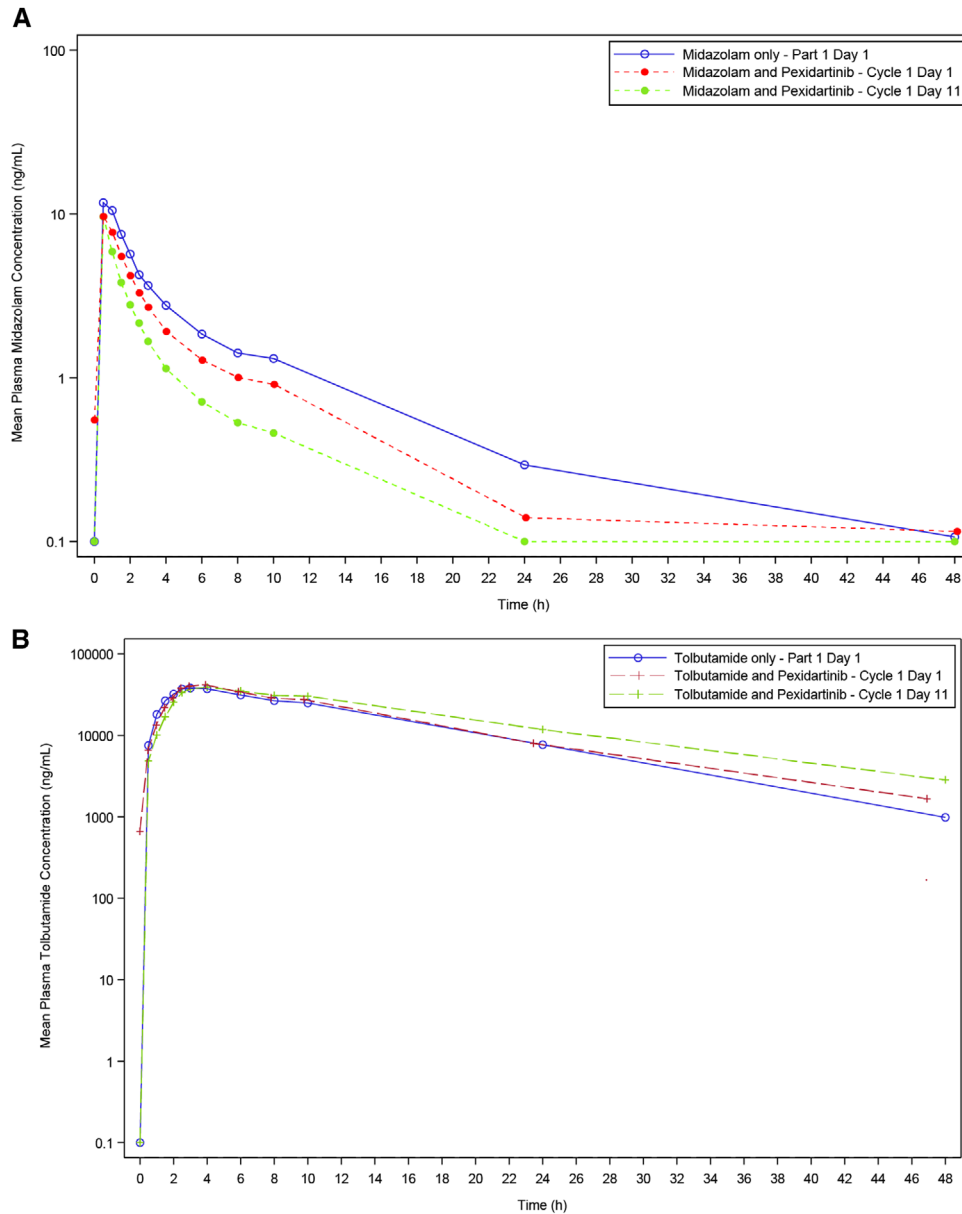 A
100
10
1
0.1
Mean Plasma Midazolam Concentration (ng/mL)
Midazolam only - Part 1 Day 1
Midazolam and Pexidartinib - Cycle 1 Day 1
Midazolam and Pexidartinib - Cycle 1 Day 11
0 2 4 6 8 10 12 14 16 18 20 22 24 26 28 30 32 34 36 38 40 42 44 46 48
Time (h)
B
100000
10000
1000
100
10
1
0.1
Mean Plasma Tolbutamide Concentration (ng/mL)
Tolbutamide only - Part 1 Day 1
Tolbutamide and Pexidartinib - Cycle 1 Day 1
Tolbutamide and Pexidartinib - Cycle 1 Day 11
0 2 4 6 8 10 12 14 16 18 20 22 24 26 28 30 32 34 36 38 40 42 44 46 48
Time (h)